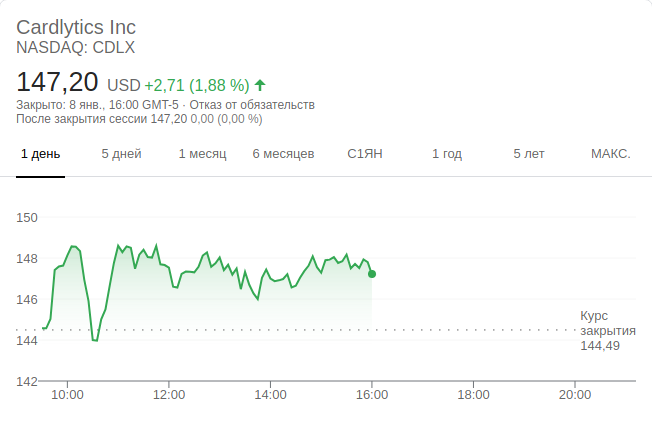 Cardlytics Inc
NASDAQ: CDLX
147,20 USD +2,71 (1,88 %)
Закрыто: 8 янв., 16:00 GMT-5 · Отказ от обязательств
После закрытия сессии 147,20 0,00 (0,00 %)
1 день 5 дней 1 месяц 6 месяцев С1ЯН 1 год 5 лет МАКС.
150
148
146
Курс
закрытия
144,49
144
142
10:00 12:00 14:00 16:00 18:00 20:00